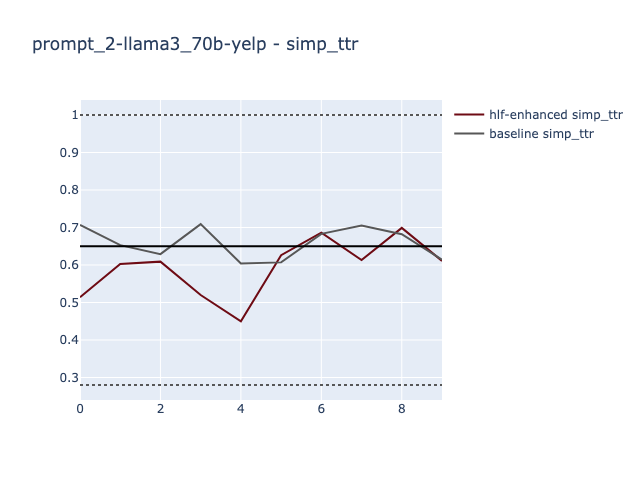 prompt_2-llama3_70b-yelp - simp_ttr
hlf-enhanced simp_ttr
baseline simp_ttr
1
0.9
0.8
0.7
0.6
0.5
0.4
0.3
0 2 4 6 8